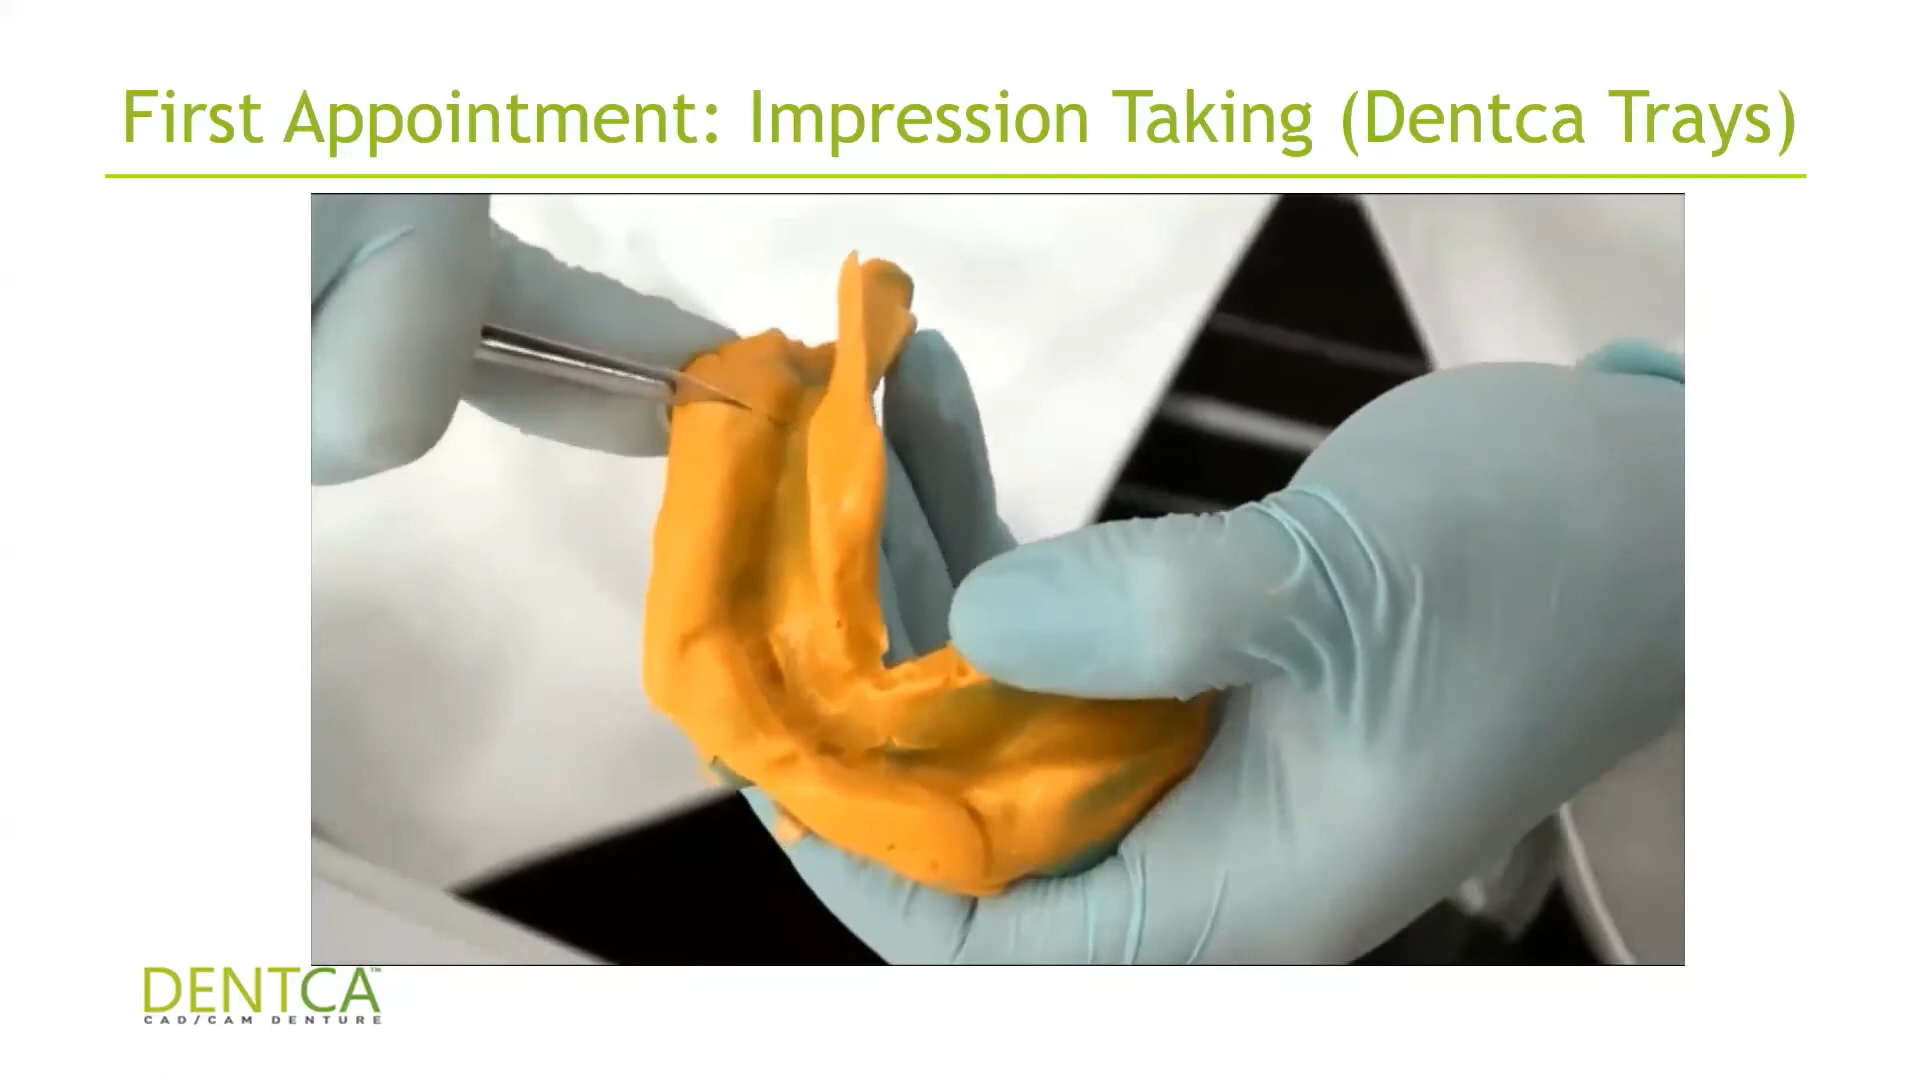 First Appointment: Impression Taking (Dentca Trays)
DENTCA™
CAD/CAM DENTURE